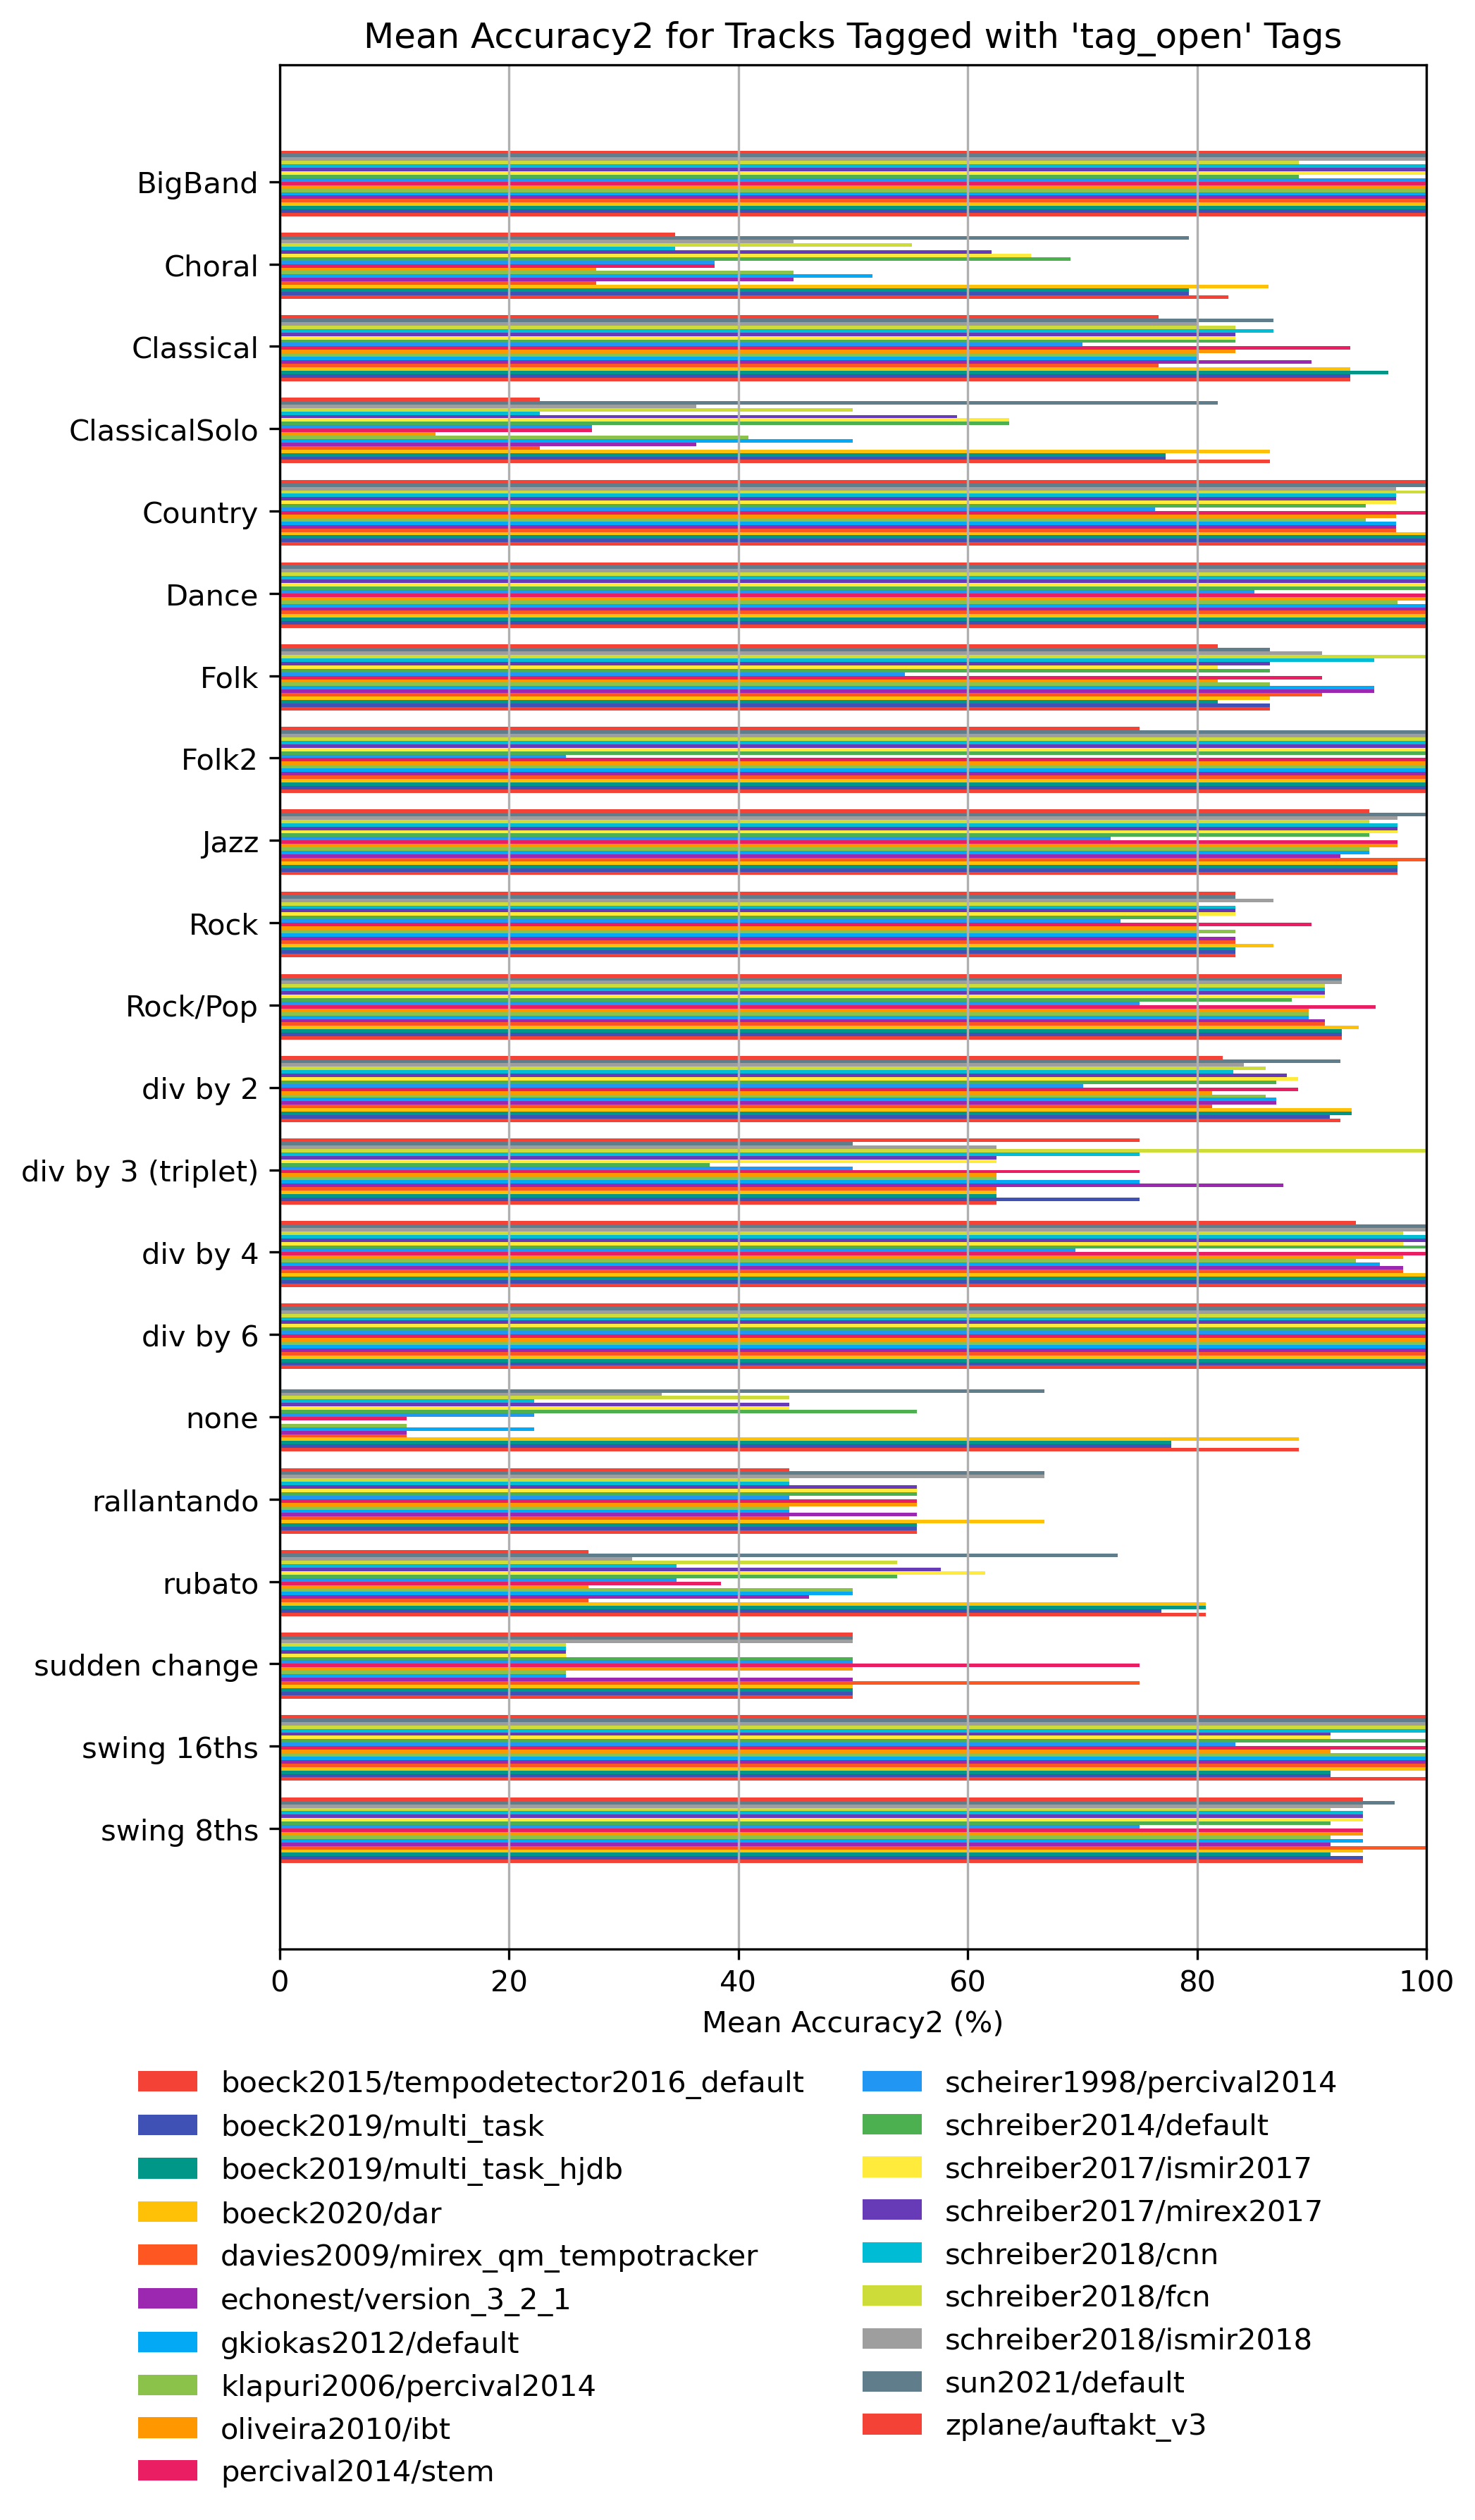 Mean Accuracy2 for Tracks Tagged with 'tag_open' Tags
BigBand
Choral
Classical
ClassicalSolo
Country
Dance
Folk
Folk2
Jazz
Rock
Rock/Pop
div by 2
div by 3 (triplet)
div by 4
div by 6
none
rallantando
rubato
sudden change
swing 16ths
swing 8ths
0 20 40 60 80 100
Mean Accuracy2 (%)
boeck2015/tempodetector2016_default
boeck2019/multi_task
boeck2019/multi_task_hjdb
boeck2020/dar
davies2009/mirex_qm_tempotracker
echonest/version_3_2_1
gkiokas2012/default
klapuri2006/percival2014
oliveira2010/ibt
percival2014/stem
scheirer1998/percival2014
schreiber2014/default
schreiber2017/ismir2017
schreiber2017/mirex2017
schreiber2018/cnn
schreiber2018/fcn
schreiber2018/ismir2018
sun2021/default
zplane/auftakt_v3